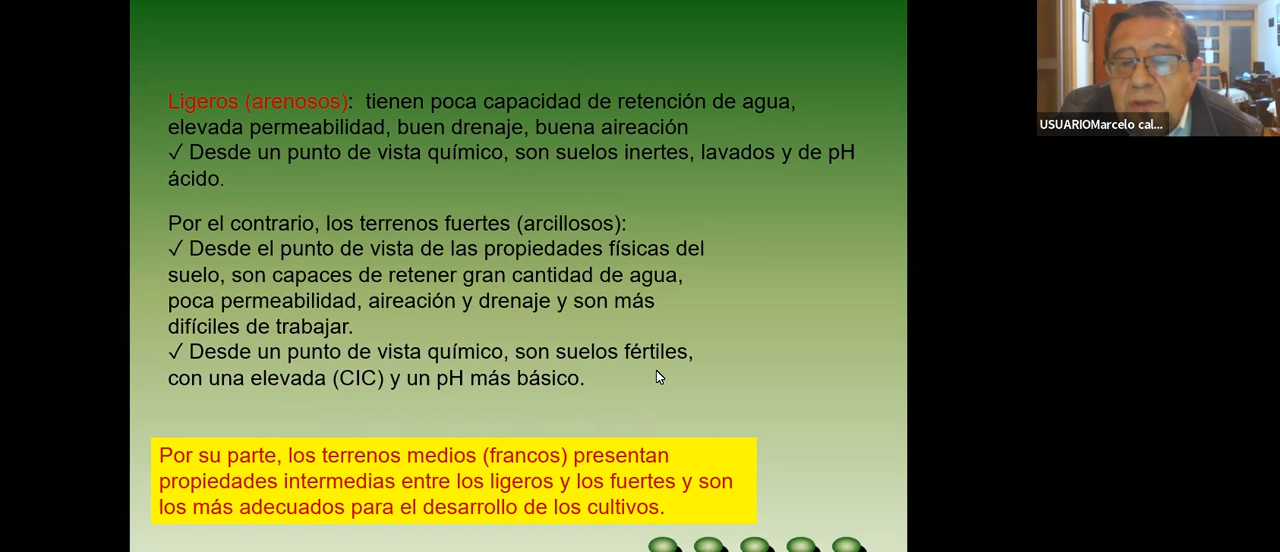 Ligeros (arenosos): tienen poca capacidad de retención de agua,
elevada permeabilidad, buen drenaje, buena aireación
✓ Desde un punto de vista químico, son suelos inertes, lavados y de pH
ácido.
Por el contrario, los terrenos fuertes (arcillosos):
✓ Desde el punto de vista de las propiedades físicas del
suelo, son capaces de retener gran cantidad de agua,
poca permeabilidad, aireación y drenaje y son más
difíciles de trabajar.
✓ Desde un punto de vista químico, son suelos fértiles,
con una elevada (CIC) y un pH más básico.
Por su parte, los terrenos medios (francos) presentan
propiedades intermedias entre los ligeros y los fuertes y son
los más adecuados para el desarrollo de los cultivos.
USUARIOMarcelo cal...